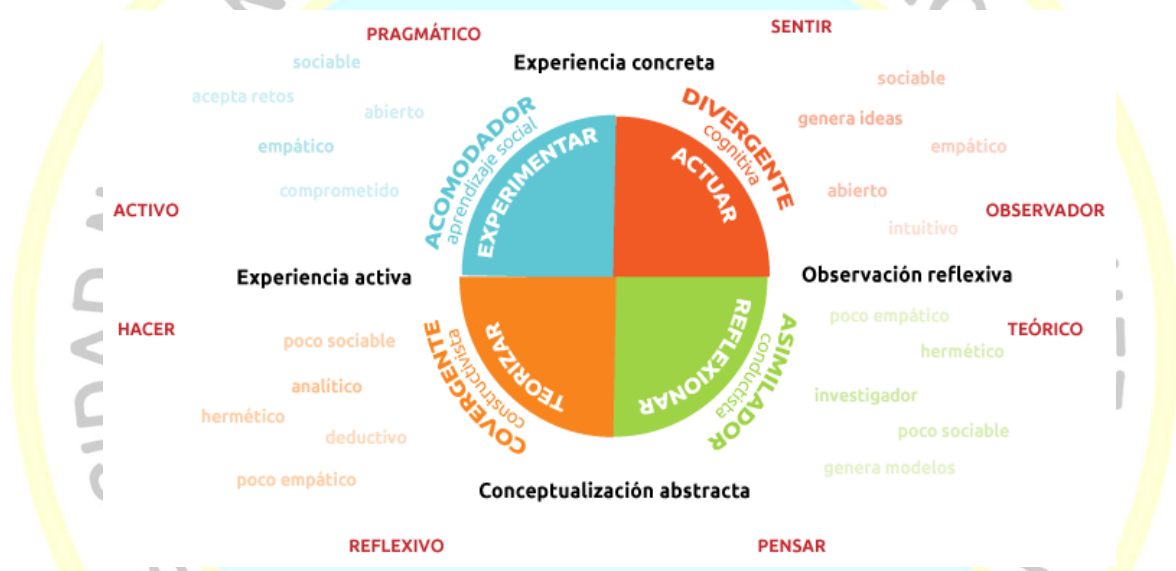 PRAGMÁTICO
SENTIR
Experiencia concreta
sociable
acepta retos
abierto
empático
comprometido
sociable
genera ideas
empático
abierto
intuitivo
ACOMODADOR
aprendizaje social
EXPERIMENTAR
DIVERGENTE
cognitiva
ACTUAR
ACTIVO
OBSERVADOR
Experiencia activa
Observación reflexiva
HACER
TEÓRICO
poco sociable
analítico
hermético
deductivo
poco empático
COVERGENTE
constructivista
TEORIZAR
REFLEXIONAR
ASIMILADOR
conductista
poco empático
hermético
investigador
poco sociable
genera modelos
Conceptualización abstracta
REFLEXIVO
PENSAR